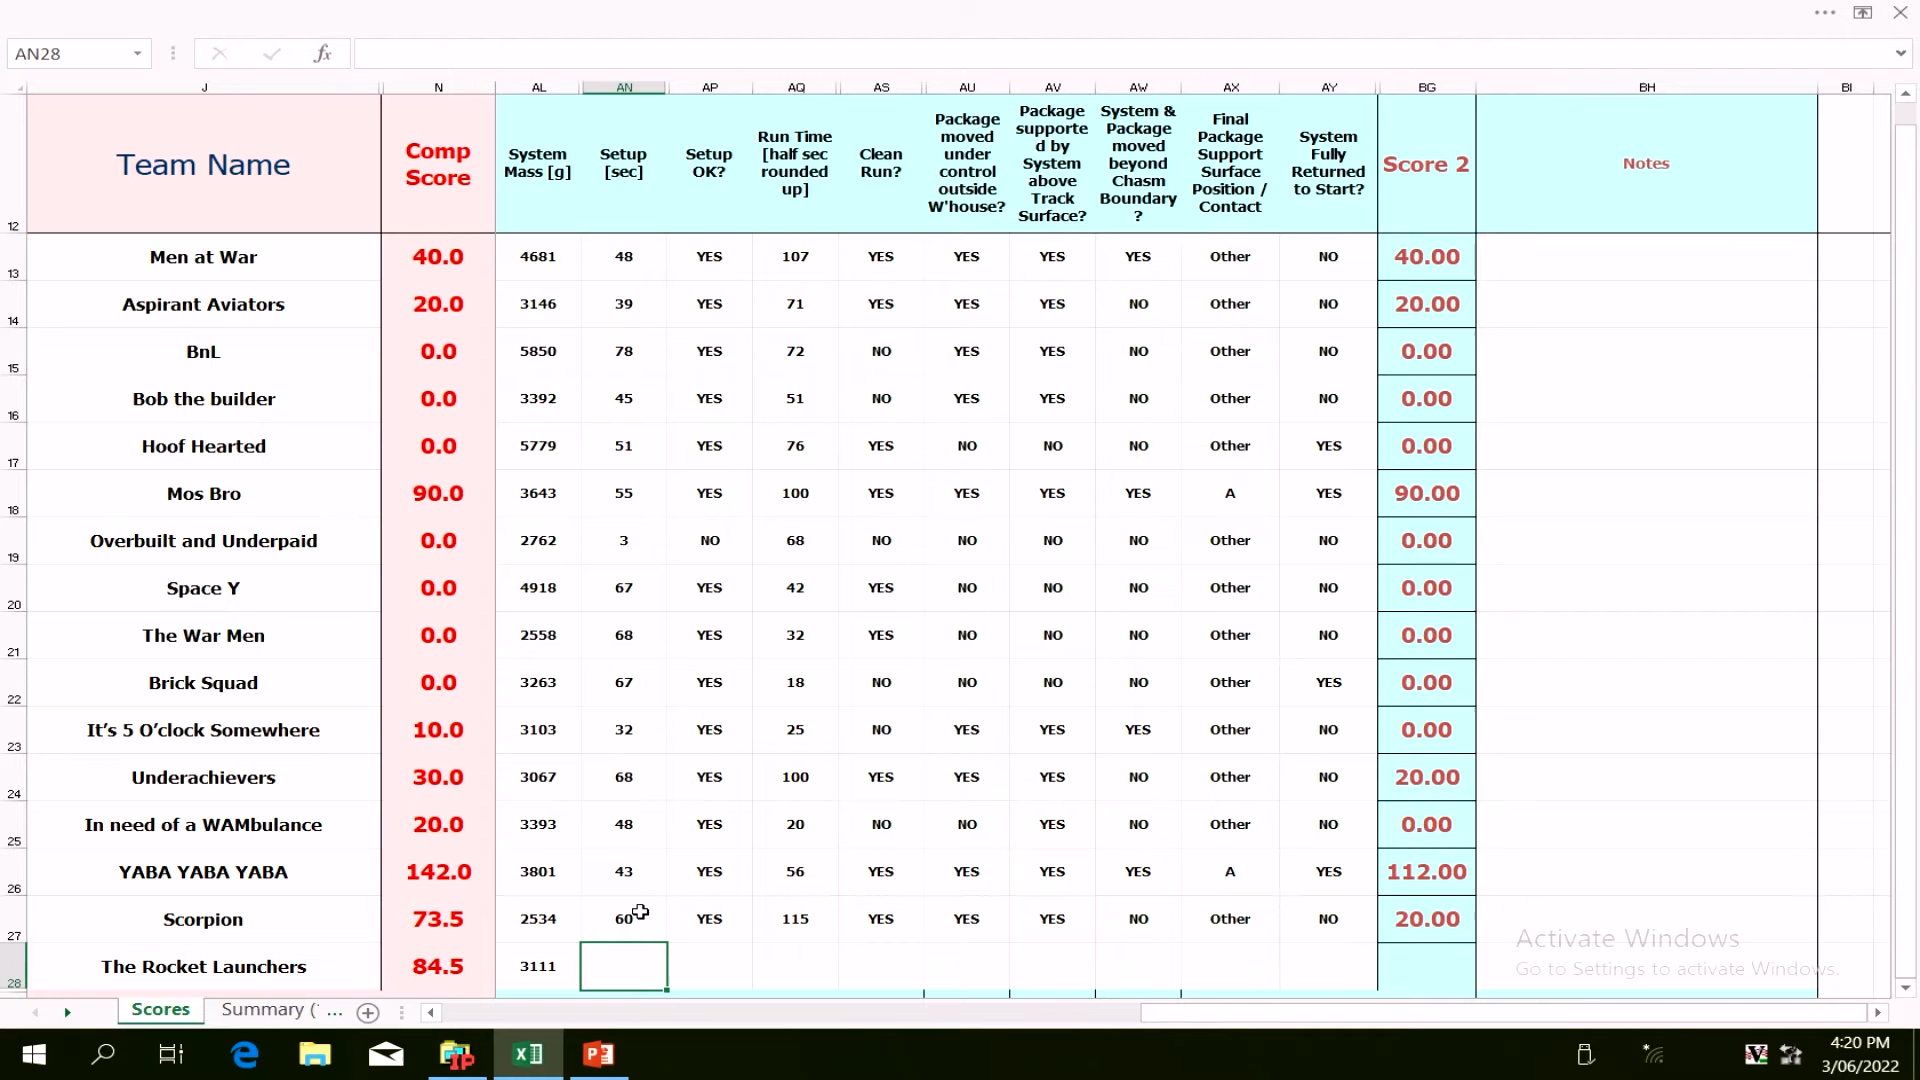 AN28
fx
J N AL AN AP AQ AS AU AV AW AX AY BG BH BI
12 Team Name Comp Score System Mass [g] Setup [sec] Setup OK? Run Time [half sec rounded up] Clean Run? Package moved under control outside W'house? Package supporte d by System above Track Surface? System & Package moved beyond Chasm Boundary ? Final Package Support Surface Position / Contact System Fully Returned to Start? Score 2 Notes
13 Men at War 40.0 4681 48 YES 107 YES YES YES YES Other NO 40.00
14 Aspirant Aviators 20.0 3146 39 YES 71 YES YES YES NO Other NO 20.00
15 BnL 0.0 5850 78 YES 72 NO YES YES NO Other NO 0.00
16 Bob the builder 0.0 3392 45 YES 51 NO YES YES NO Other NO 0.00
17 Hoof Hearted 0.0 5779 51 YES 76 YES NO NO NO Other YES 0.00
18 Mos Bro 90.0 3643 55 YES 100 YES YES YES YES A YES 90.00
19 Overbuilt and Underpaid 0.0 2762 3 NO 68 NO NO NO NO Other NO 0.00
20 Space Y 0.0 4918 67 YES 42 YES NO NO NO Other NO 0.00
21 The War Men 0.0 2558 68 YES 32 YES NO NO NO Other NO 0.00
22 Brick Squad 0.0 3263 67 YES 18 NO NO NO NO Other YES 0.00
23 It’s 5 O’clock Somewhere 10.0 3103 32 YES 25 NO YES YES YES Other NO 0.00
24 Underachievers 30.0 3067 68 YES 100 YES YES YES NO Other NO 20.00
25 In need of a WAMbulance 20.0 3393 48 YES 20 NO NO YES NO Other NO 0.00
26 YABA YABA YABA 142.0 3801 43 YES 56 YES YES YES YES A YES 112.00
27 Scorpion 73.5 2534 60 YES 115 YES YES YES NO Other NO 20.00
28 The Rocket Launchers 84.5 3111
Activate Windows
Go to Settings to activate Windows.
Scores Summary (' ...
4:20 PM
3/06/2022